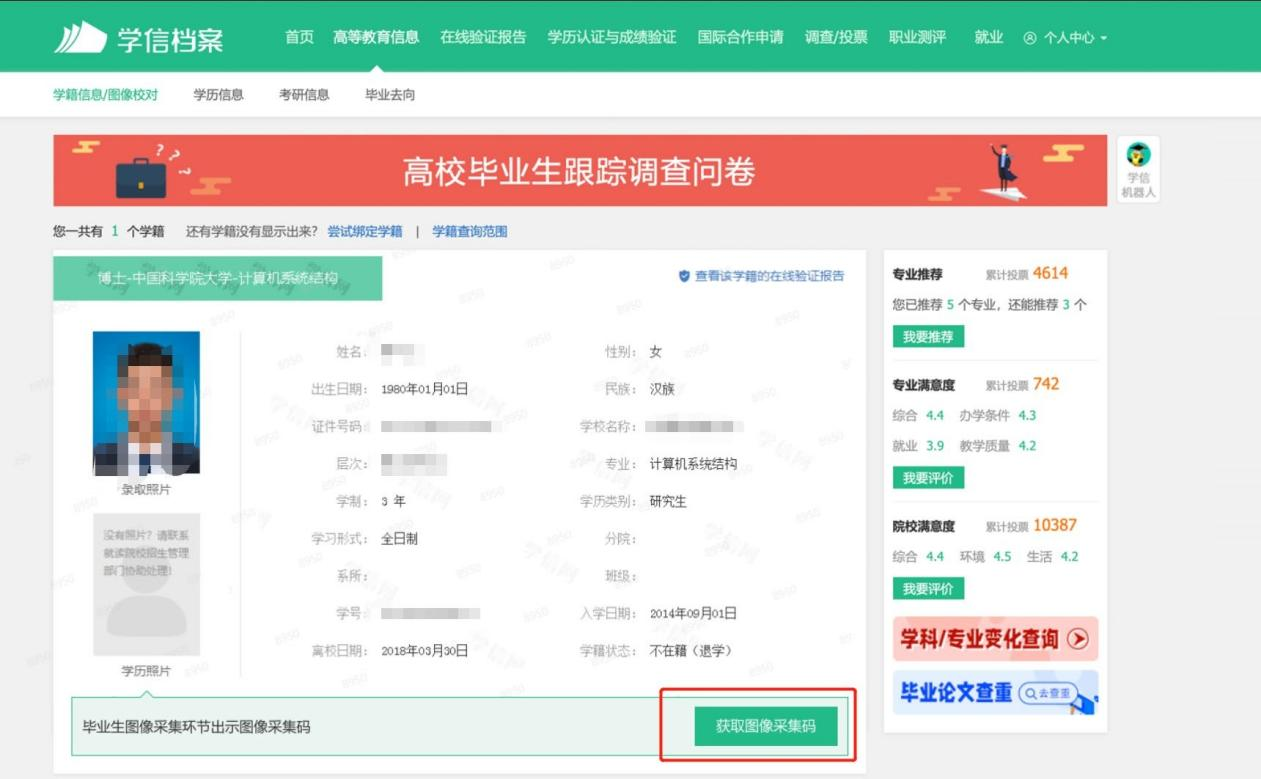 学信档案
首页 高等教育信息 在线验证报告 学历认证与成绩验证 国际合作申请 调查/投票 职业测评 就业 个人中心
学籍信息/图像校对 学历信息 考研信息 毕业去向
高校毕业生跟踪调查问卷
学信
机器人
您一共有 1 个学籍 还有学籍没有显示出来? 尝试绑定学籍 | 学籍查询范围
博士-中国科学院大学-计算机系统结构
查看该学籍的在线验证报告
录取照片
没有照片?请联系
就读院校招生管理
部门协助处理!
学历照片
姓名: 性别: 女
出生日期: 1980年01月01日 民族: 汉族
证件号码: 学校名称:
层次: 专业: 计算机系统结构
学制: 3 年 学历类别: 研究生
学习形式: 全日制 分院:
系所: 班级:
学号: 入学日期: 2014年09月01日
离校日期: 2018年03月30日 学籍状态: 不在籍(退学)
毕业生图像采集环节出示图像采集码
获取图像采集码
专业推荐 累计投票 4614
您已推荐 5 个专业,还能推荐 3 个
我要推荐
专业满意度 累计投票 742
综合 4.4 办学条件 4.3
就业 3.9 教学质量 4.2
我要评价
院校满意度 累计投票 10387
综合 4.4 环境 4.5 生活 4.2
我要评价
学科/专业变化查询
毕业论文查重 去查重